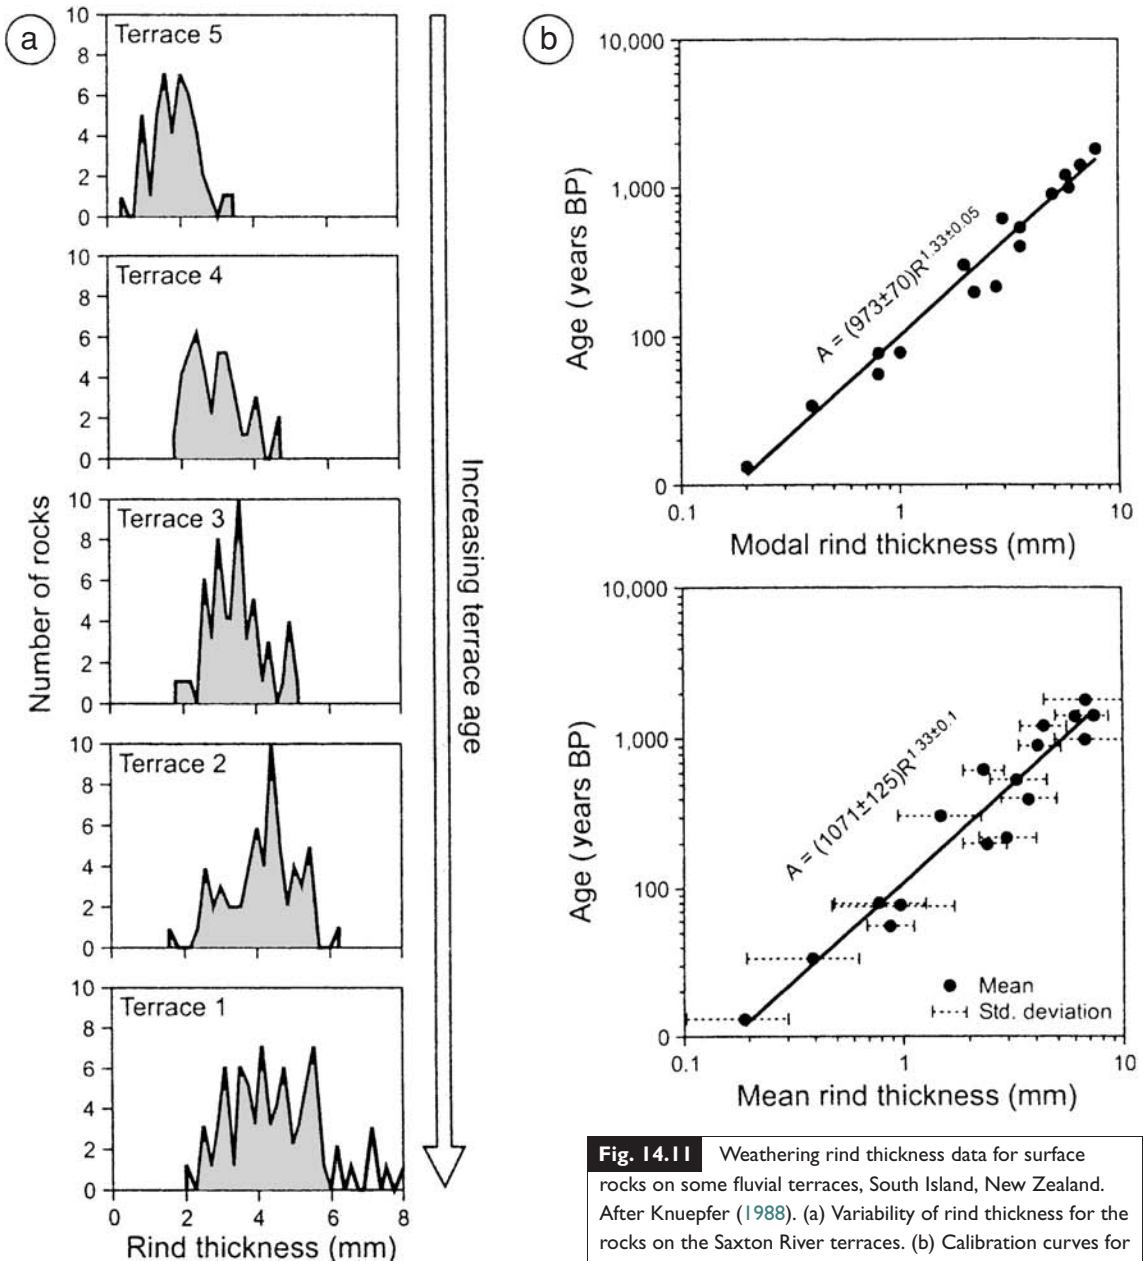 a
Terrace 5
10
8
6
4
2
0
Terrace 4
10
8
6
4
2
0
Terrace 3
10
8
6
4
2
0
Terrace 2
10
8
6
4
2
0
Terrace 1
10
8
6
4
2
0
0 2 4 6 8
Rind thickness (mm)
Number of rocks
Increasing terrace age
b
10,000
1,000
100
0
Age (years BP)
A = (973±70)R^1.33±0.05
0.1 1 10
Modal rind thickness (mm)
10,000
1,000
100
0
Age (years BP)
A = (1071±125)R^1.33±0.1
Mean
Std. deviation
0.1 1 10
Mean rind thickness (mm)
Fig. 14.11 Weathering rind thickness data for surface
rocks on some fluvial terraces, South Island, New Zealand.
After Knuepfer (1988). (a) Variability of rind thickness for the
rocks on the Saxton River terraces. (b) Calibration curves for